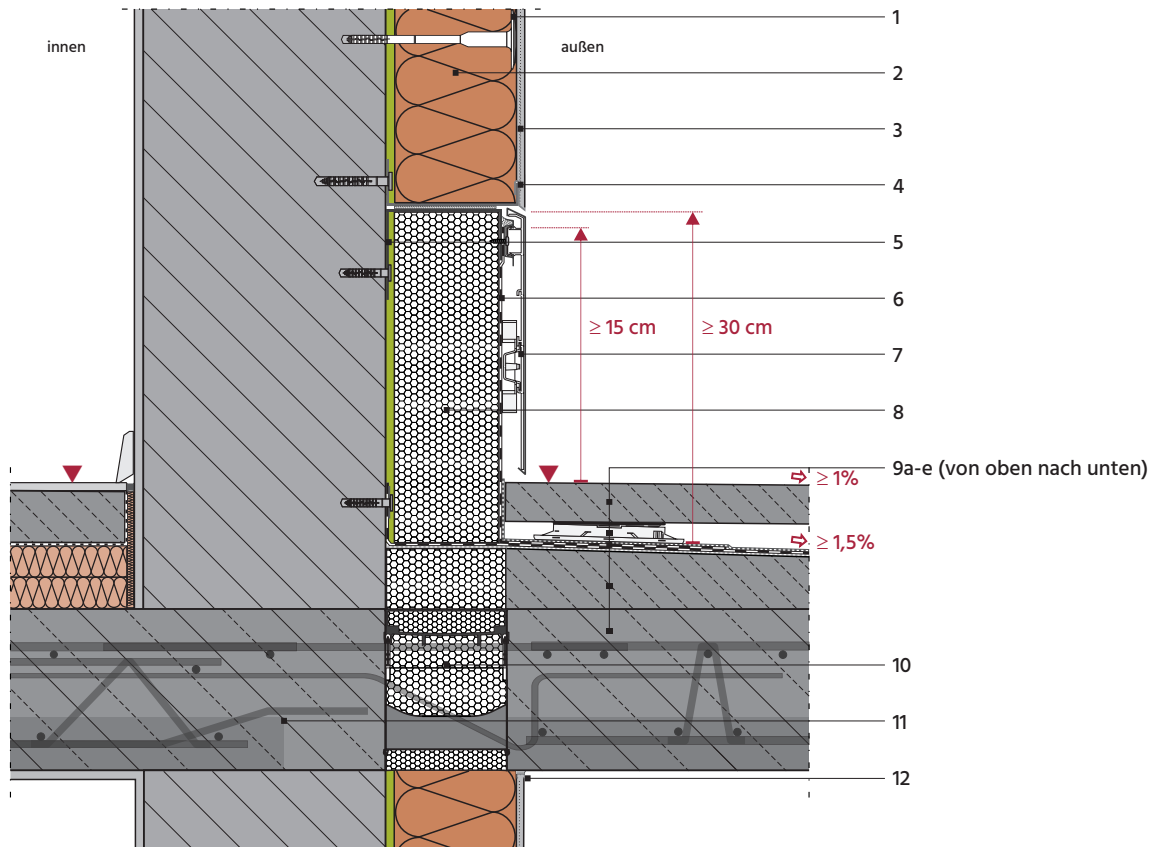 innen
außen
1
2
3
4
5
6
≥ 15 cm
≥ 30 cm
7
8
9a-e (von oben nach unten)
≥ 1%
≥ 1,5%
10
11
12